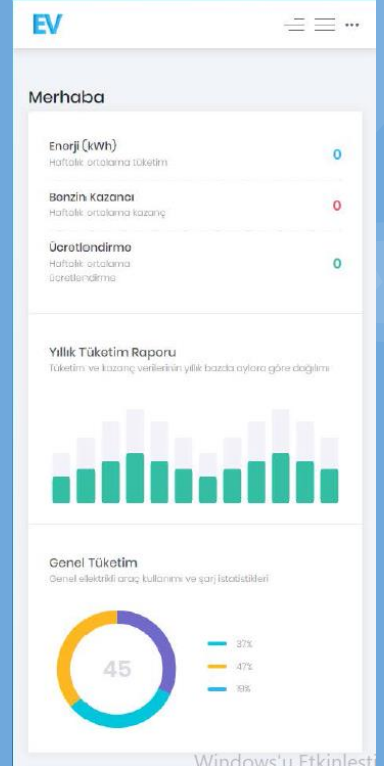 EV
Merhaba
Enerji (kWh)
0
Haftalık ortalama tüketim
Benzin Kazancı
0
Haftalık ortalama kazanç
Ücretlendirme
0
Haftalık ortalama
ücretlendirme
Yıllık Tüketim Raporu
Tüketim ve kazanç verilerinin yıllık bazda aylara göre dağılımı
Genel Tüketim
Genel elektrikli araç kullanımı ve şarj istatistikleri
45
37%
47%
19%
Windows'u Etkinleşti